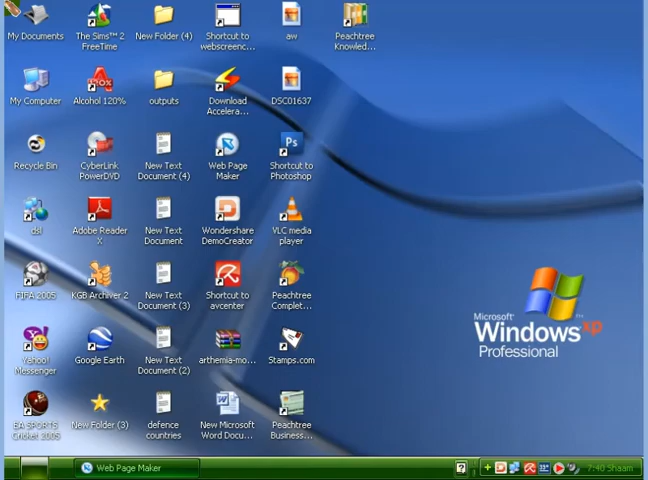 My Documents
The Sims™ 2
FreeTime
New Folder (4)
Shortcut to
webscreenc...
aw
Peachtree
Knowled...
My Computer
Alcohol 120%
outputs
Download
Accelera...
DSC01637
Recycle Bin
CyberLink
PowerDVD
New Text
Document (4)
Web Page
Maker
Ps
Shortcut to
Photoshop
dsl
Adobe Reader
X
New Text
Document
Wondershare
DemoCreator
VLC media
player
FIFA 2005
KGB Archiver 2
New Text
Document (3)
Shortcut to
avcenter
Peachtree
Complet...
Yahoo!
Messenger
Google Earth
New Text
Document (2)
arthemia-mo...
Stamps.com
EA SPORTS
Cricket 2005
New Folder (3)
defence
countries
New Microsoft
Word Docu...
Peachtree
Business...
Microsoft®
Windows xp
Professional
Web Page Maker
7:40 Shaam